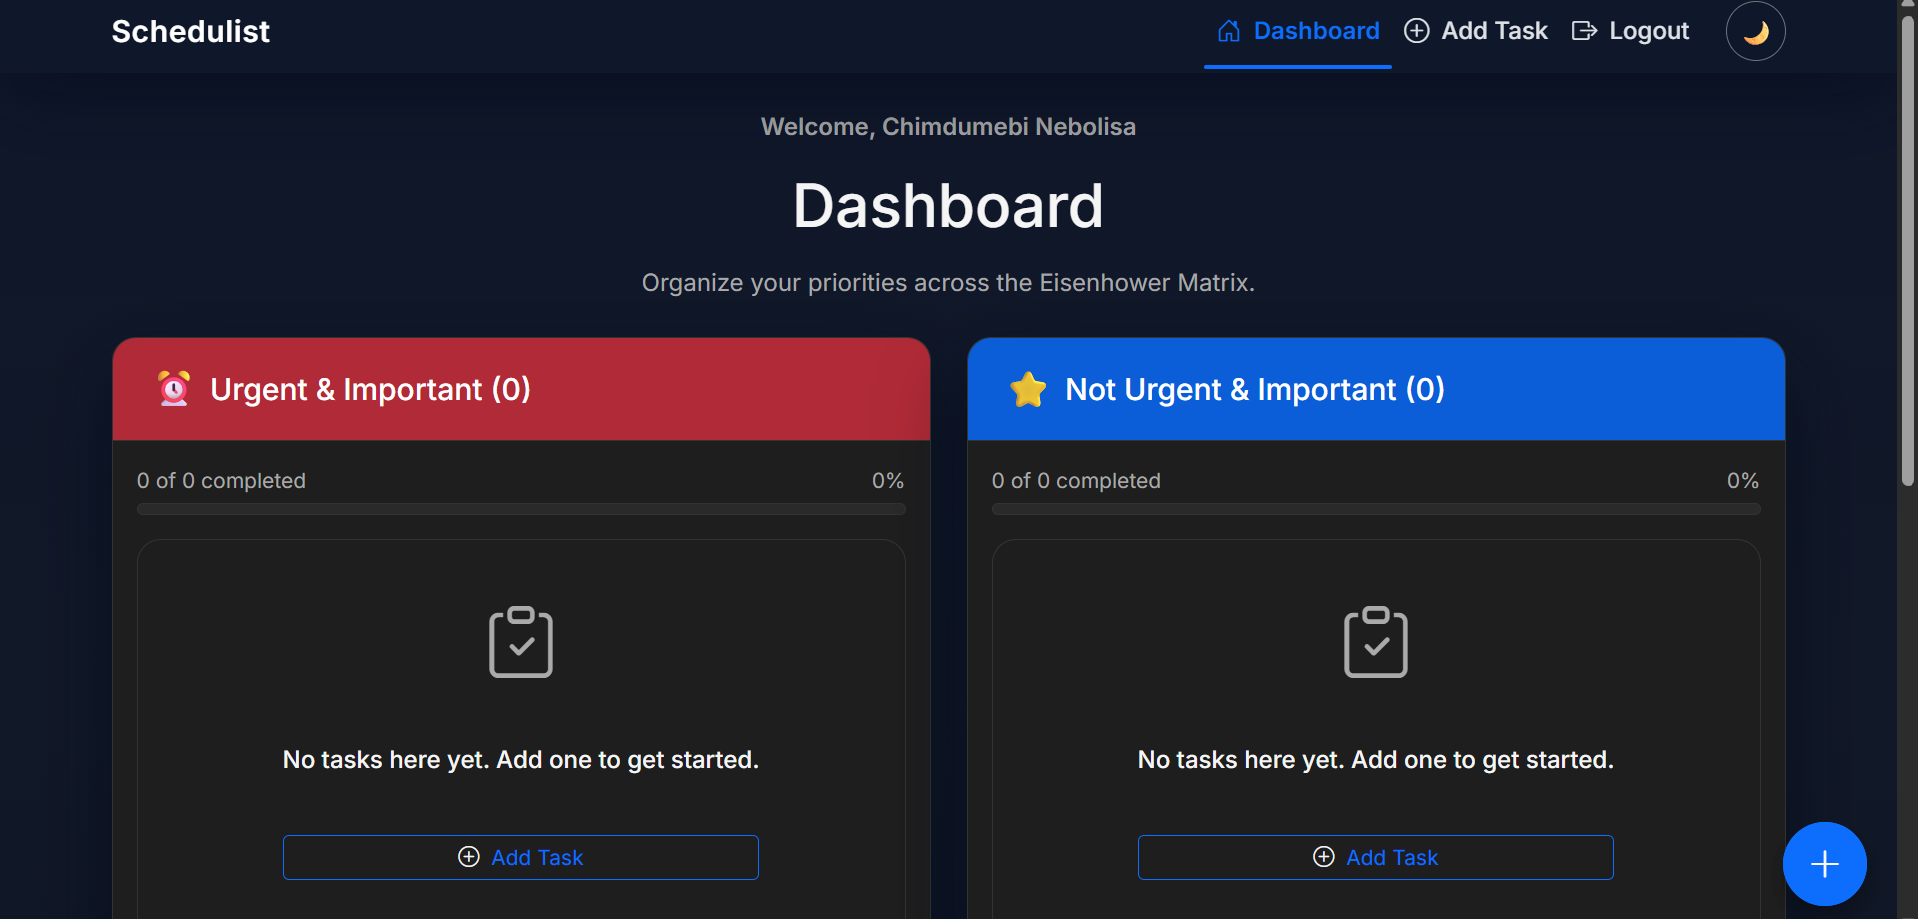 Schedulist
Dashboard
Add Task
Logout
Welcome, Chimdumebi Nebolisa
Dashboard
Organize your priorities across the Eisenhower Matrix.
Urgent & Important (0)
0 of 0 completed
0%
No tasks here yet. Add one to get started.
Add Task
Not Urgent & Important (0)
0 of 0 completed
0%
No tasks here yet. Add one to get started.
Add Task